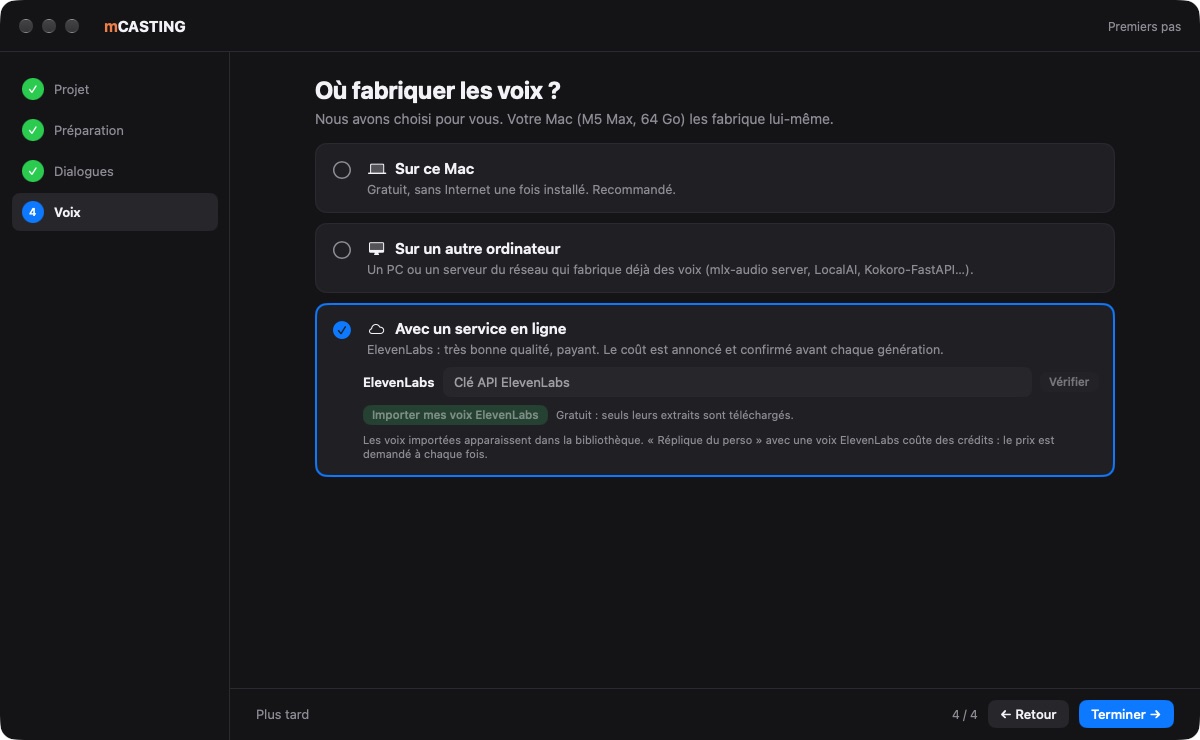 mCASTING
Premiers pas
Projet
Préparation
Dialogues
4 Voix
Où fabriquer les voix ?
Nous avons choisi pour vous. Votre Mac (M5 Max, 64 Go) les fabrique lui-même.
Sur ce Mac
Gratuit, sans Internet une fois installé. Recommandé.
Sur un autre ordinateur
Un PC ou un serveur du réseau qui fabrique déjà des voix (mlx-audio server, LocalAI, Kokoro-FastAPI…).
Avec un service en ligne
ElevenLabs : très bonne qualité, payant. Le coût est annoncé et confirmé avant chaque génération.
ElevenLabs Clé API ElevenLabs Vérifier
Importer mes voix ElevenLabs Gratuit : seuls leurs extraits sont téléchargés.
Les voix importées apparaissent dans la bibliothèque. « Réplique du perso » avec une voix ElevenLabs coûte des crédits : le prix est
demandé à chaque fois.
Plus tard
4 / 4
← Retour
Terminer →